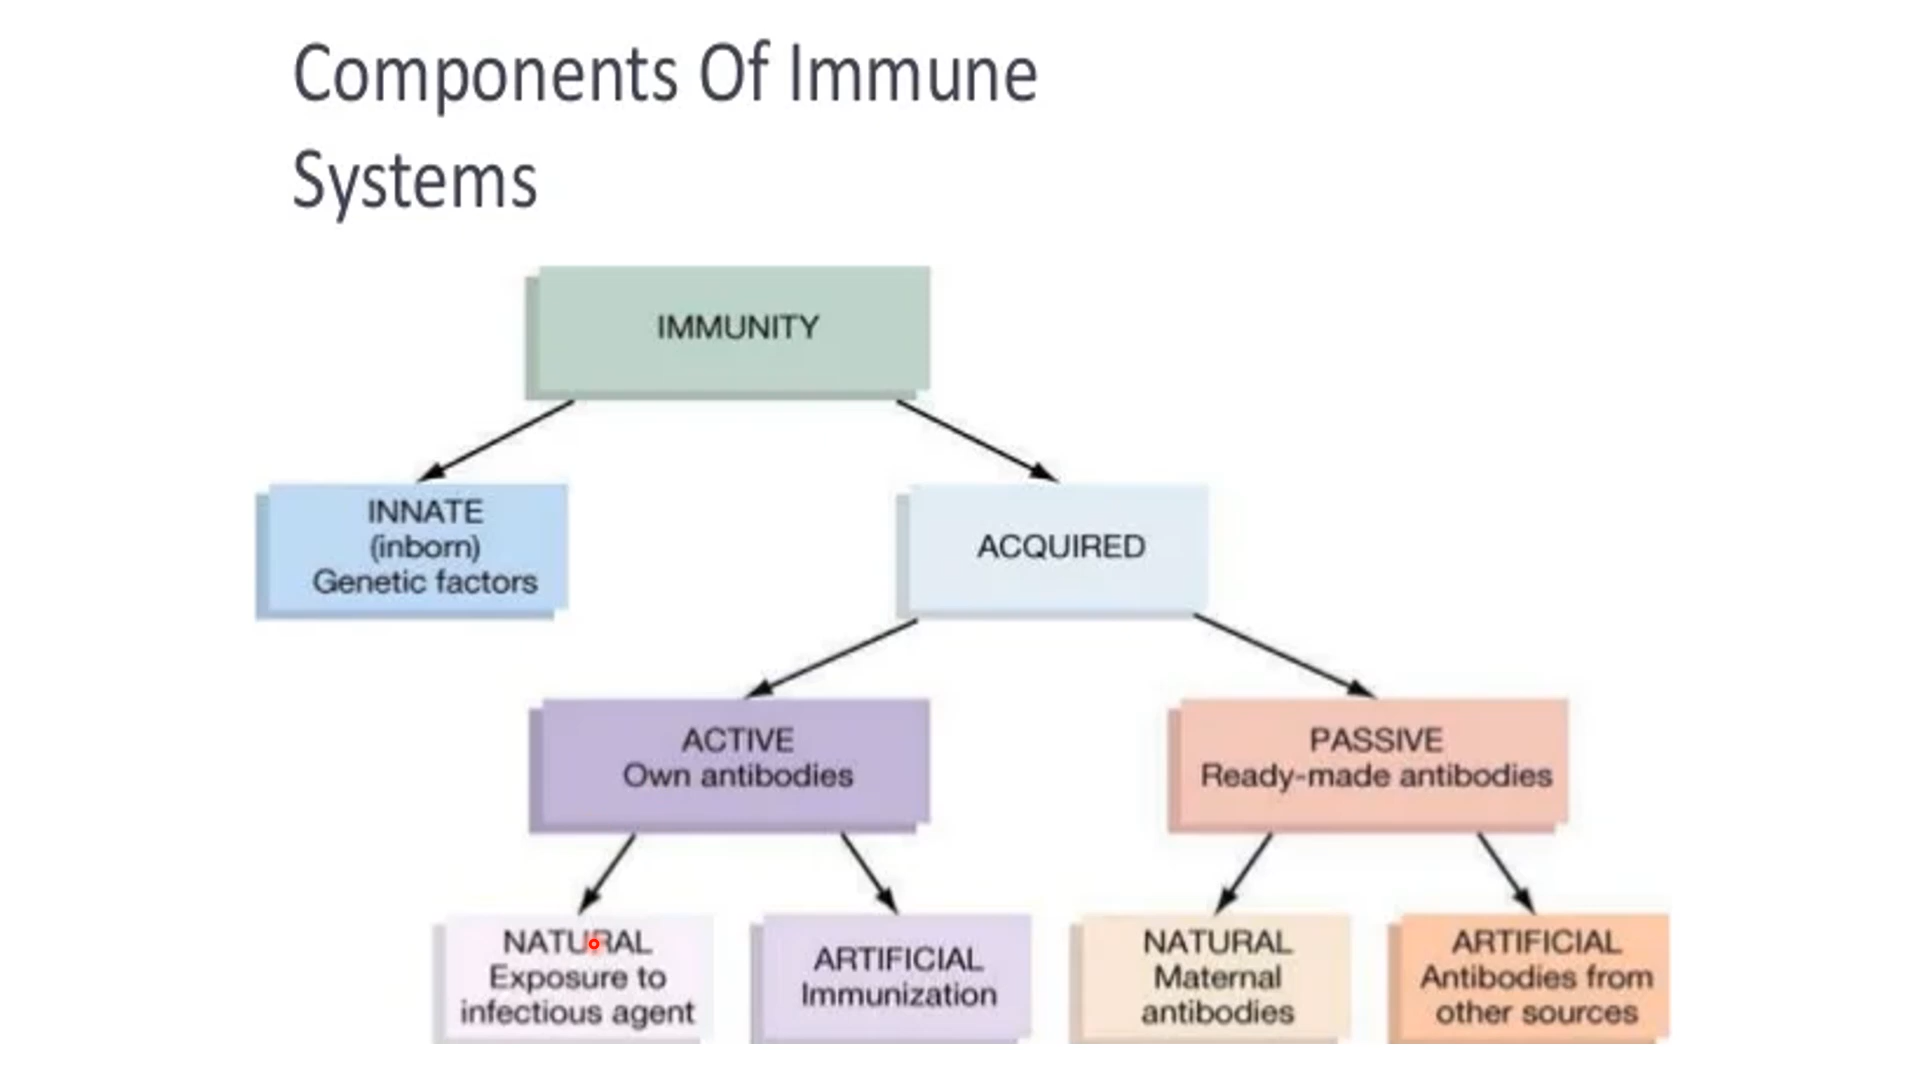 Components Of Immune
Systems
IMMUNITY
INNATE
(inborn)
Genetic factors
ACQUIRED
ACTIVE
Own antibodies
PASSIVE
Ready-made antibodies
NATURAL
Exposure to
infectious agent
ARTIFICIAL
Immunization
NATURAL
Maternal
antibodies
ARTIFICIAL
Antibodies from
other sources